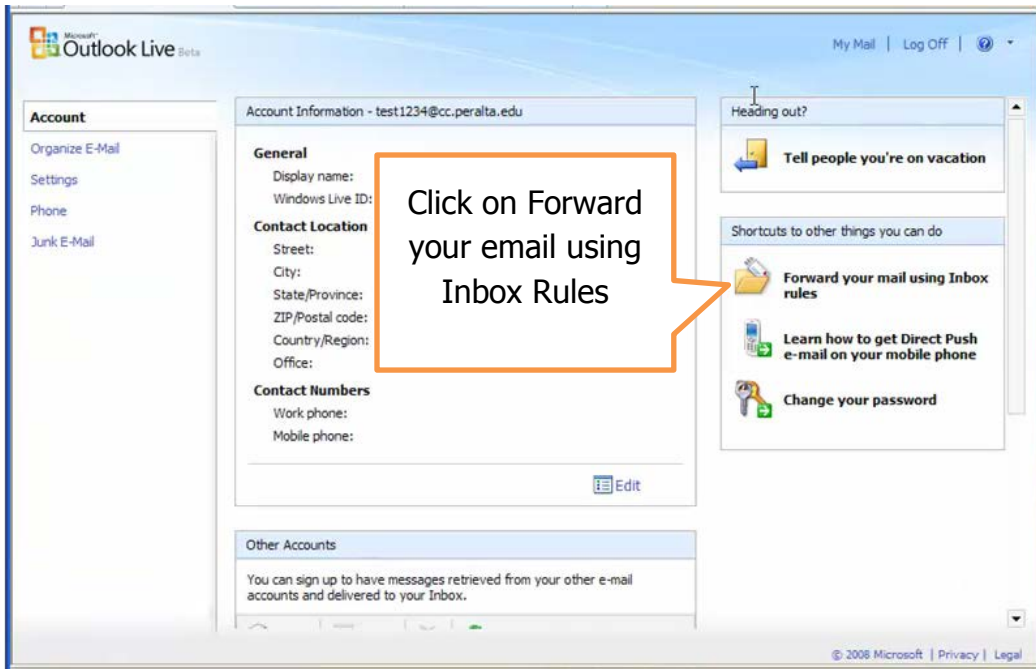 Microsoft®
Outlook Live Beta
My Mail | Log Off |
Account
Organize E-Mail
Settings
Phone
Junk E-Mail
Account Information - test1234@cc.peralta.edu
General
Display name:
Windows Live ID:
Contact Location
Street:
City:
State/Province:
ZIP/Postal code:
Country/Region:
Office:
Contact Numbers
Work phone:
Mobile phone:
Edit
Click on Forward
your email using
Inbox Rules
Other Accounts
You can sign up to have messages retrieved from your other e-mail
accounts and delivered to your Inbox.
Heading out?
Tell people you're on vacation
Shortcuts to other things you can do
Forward your mail using Inbox
rules
Learn how to get Direct Push
e-mail on your mobile phone
Change your password
© 2008 Microsoft | Privacy | Legal